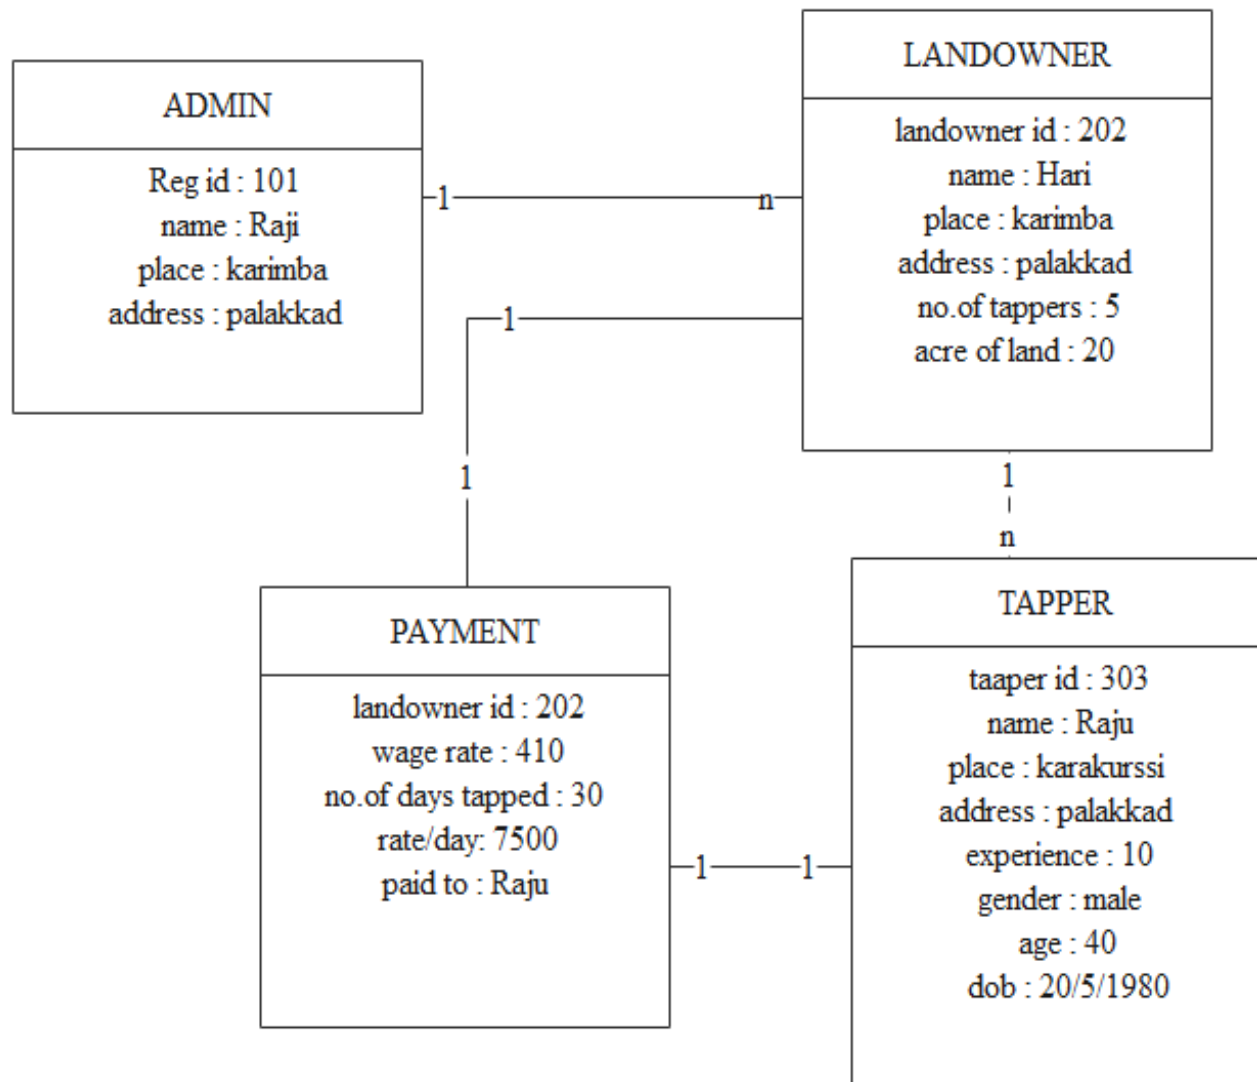 ADMIN
Reg id : 101
name : Raji
place : karimba
address : palakkad
1
n
LANDOWNER
landowner id : 202
name : Hari
place : karimba
address : palakkad
no.of tappers : 5
acre of land : 20
1
1
1
n
PAYMENT
landowner id : 202
wage rate : 410
no.of days tapped : 30
rate/day: 7500
paid to : Raju
1
1
TAPPER
taaper id : 303
name : Raju
place : karakurssi
address : palakkad
experience : 10
gender : male
age : 40
dob : 20/5/1980